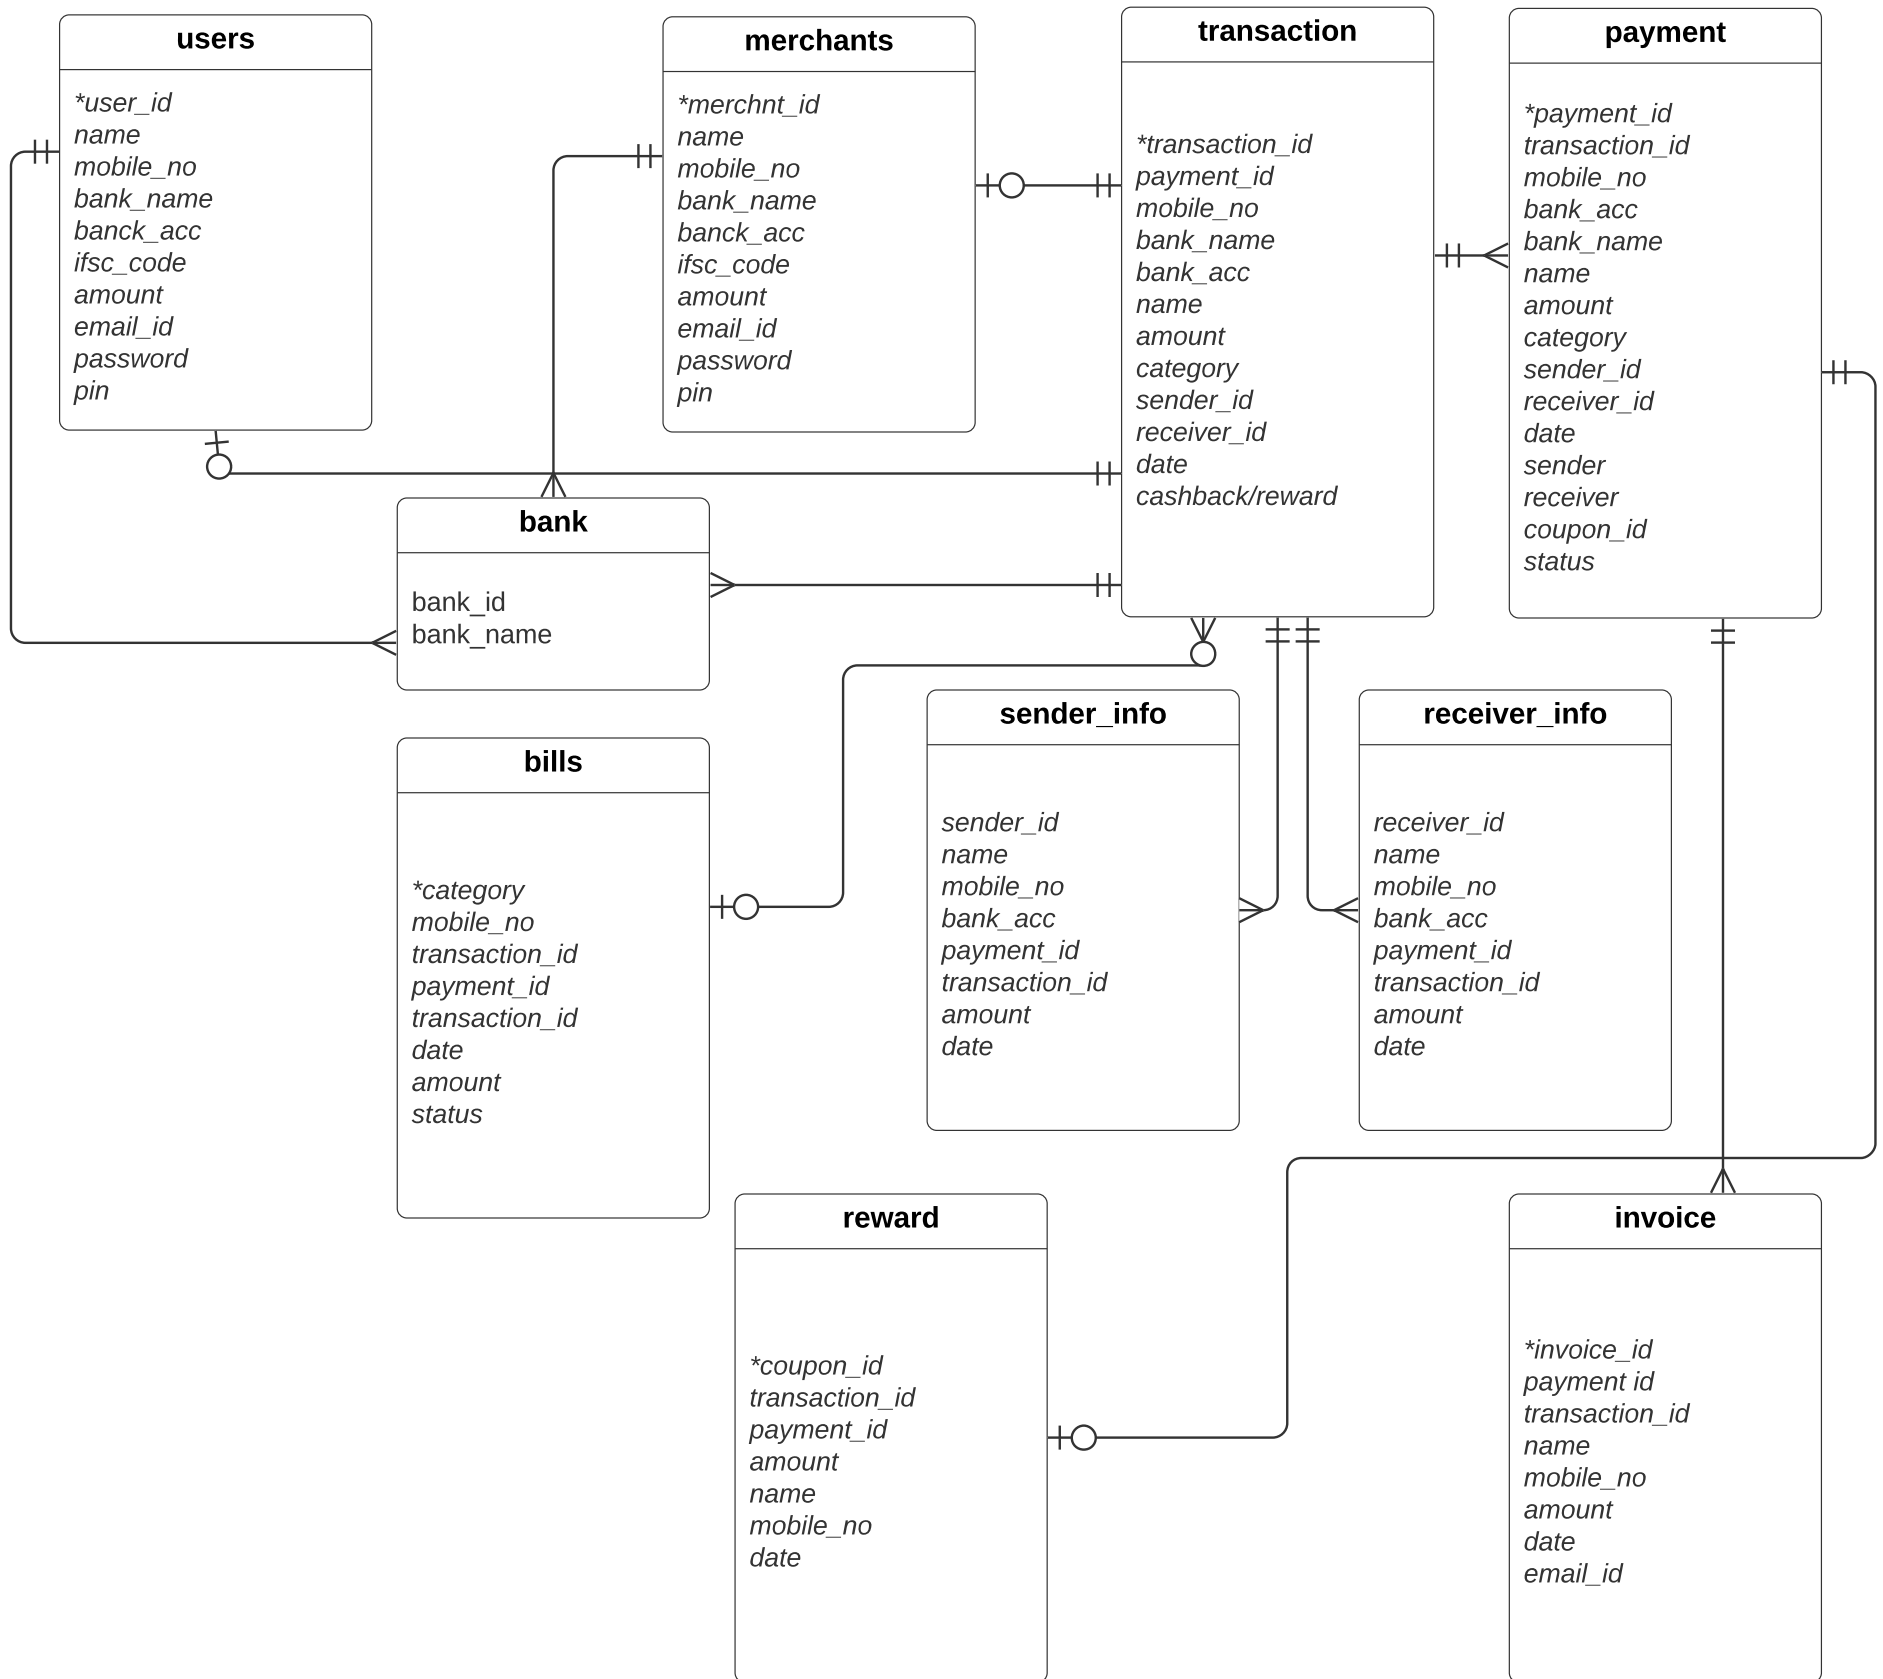 users
*user_id
name
mobile_no
bank_name
banck_acc
ifsc_code
amount
email_id
password
pin
merchants
*merchnt_id
name
mobile_no
bank_name
banck_acc
ifsc_code
amount
email_id
password
pin
transaction
*transaction_id
payment_id
mobile_no
bank_name
bank_acc
name
amount
category
sender_id
receiver_id
date
cashback/reward
payment
*payment_id
transaction_id
mobile_no
bank_acc
bank_name
name
amount
category
sender_id
receiver_id
date
sender
receiver
coupon_id
status
bank
bank_id
bank_name
bills
*category
mobile_no
transaction_id
payment_id
transaction_id
date
amount
status
sender_info
sender_id
name
mobile_no
bank_acc
payment_id
transaction_id
amount
date
receiver_info
receiver_id
name
mobile_no
bank_acc
payment_id
transaction_id
amount
date
reward
*coupon_id
transaction_id
payment_id
amount
name
mobile_no
date
invoice
*invoice_id
payment id
transaction_id
name
mobile_no
amount
date
email_id